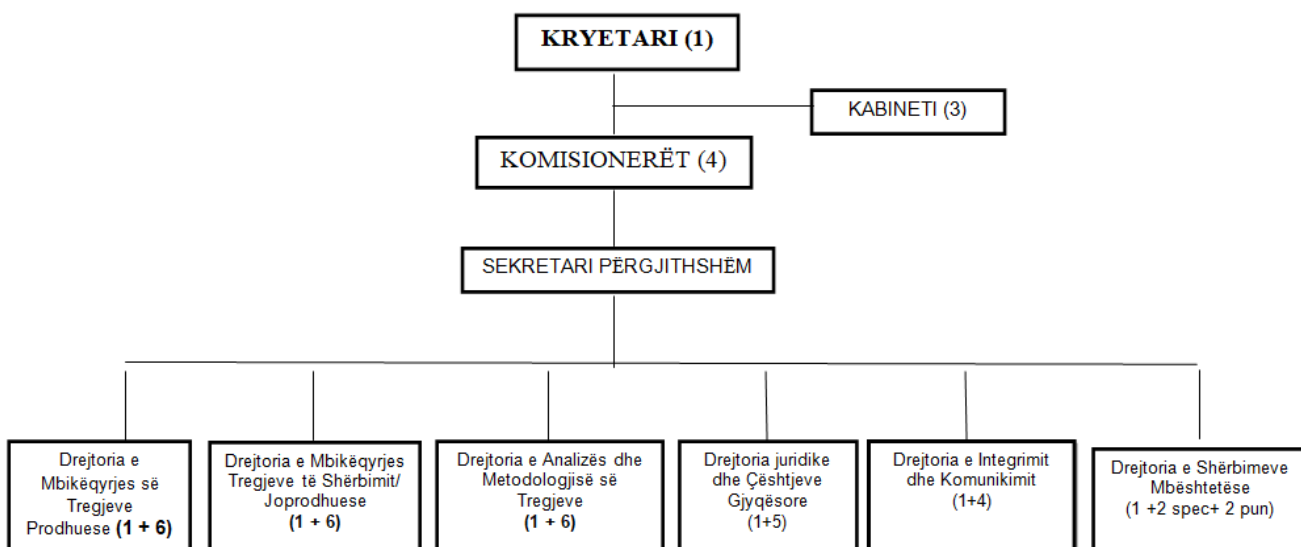 KRYETARI (1)
KABINETI (3)
KOMISIONERËT (4)
SEKRETARI PËRGJITHSHËM
Drejtoria e
Mbikëqyrjes së
Tregjeve
Prodhuese (1 + 6)
Drejtoria e Mbikëqyrjes
Tregjeve të Shërbimit/
Joprodhuese
(1 + 6)
Drejtoria e Analizës dhe
Metodologjisë së
Tregjeve
(1 + 6)
Drejtoria juridike
dhe Çështjeve
Gjyqësore
(1+5)
Drejtoria e Integrimit
dhe Komunikimit
(1+4)
Drejtoria e Shërbimeve
Mbështetëse
(1 +2 spec+ 2 pun)